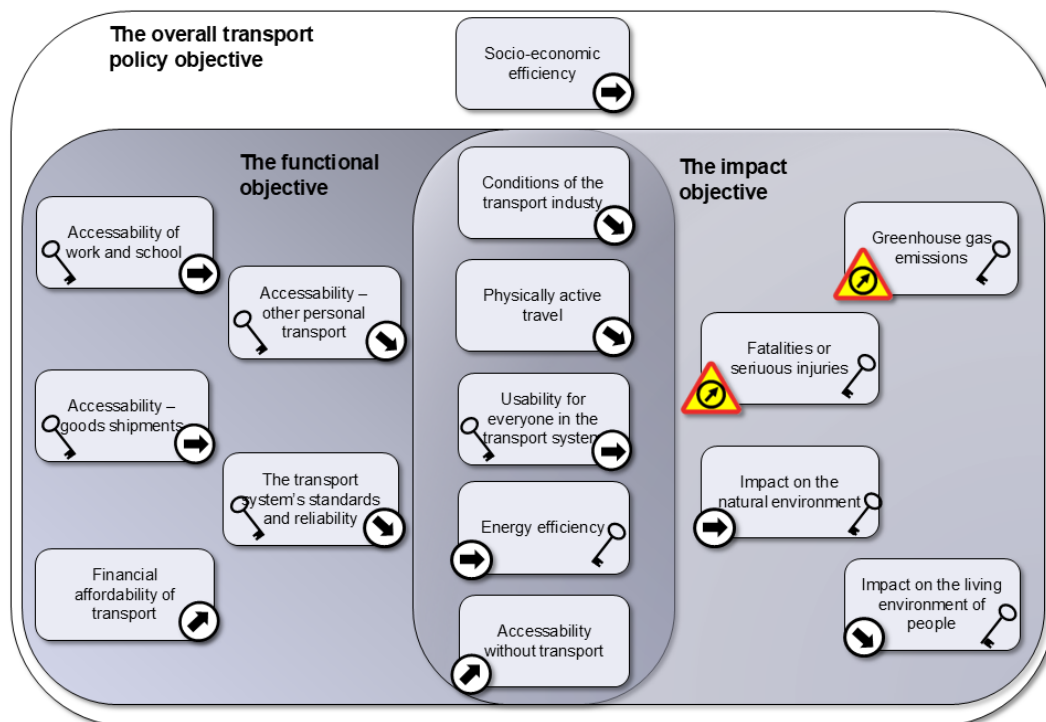 The overall transport
policy objective
Socio-economic
efficiency
The functional
objective
Conditions of the
transport industy
The impact
objective
Accessability of
work and school
Greenhouse gas
emissions
Accessability –
other personal
transport
Physically active
travel
Fatalities or
seriuous injuries
Accessability –
goods shipments
Usability for
everyone in the
transport system
The transport
system's standards
and reliability
Impact on the
natural environment
Energy efficiency
Financial
affordability of
transport
Impact on the living
environment of
people
Accessability
without transport